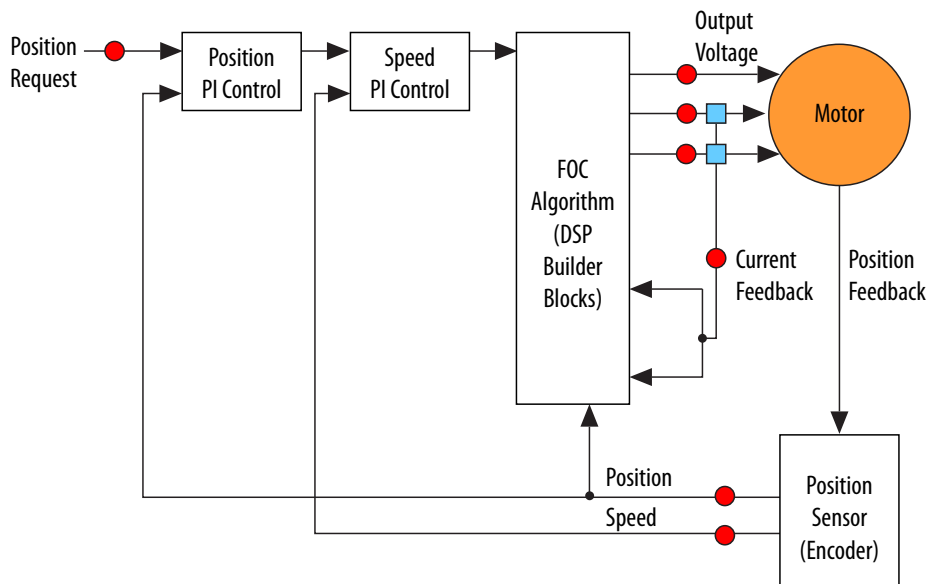 Position
Request
Position
PI Control
Speed
PI Control
FOC
Algorithm
(DSP
Builder
Blocks)
Output
Voltage
Motor
Current
Feedback
Position
Feedback
Position
Speed
Position
Sensor
(Encoder)